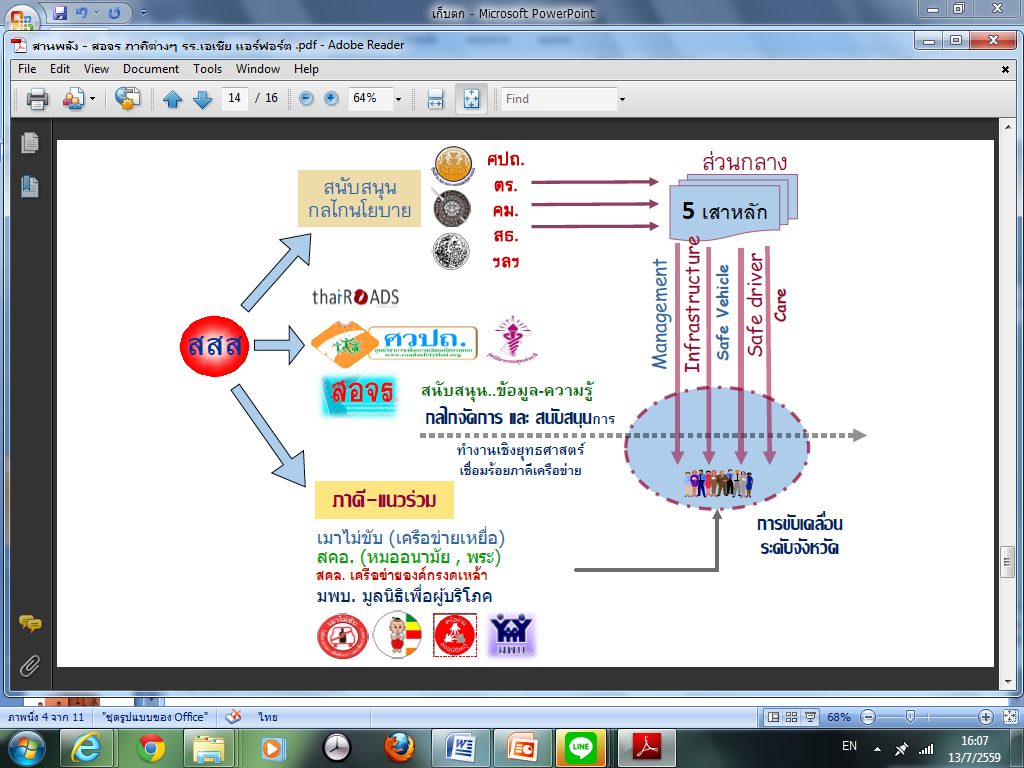 เก็บตก - Microsoft PowerPoint
สานพลัง - สอจร ภาคีต่างๆ รร.เอเชีย แอร์ฟอร์ต .pdf - Adobe Reader
File Edit View Document Tools Window Help
14 / 16 64% Find
สนับสนุน
กลไกนโยบาย
ศปถ.
ตร.
คม.
สธ.
ฯลฯ
ส่วนกลาง
5 เสาหลัก
Management
Infrastructure
Safe Vehicle
Safe driver
Care
thaiROADS
สสส
ศวปถ.
www.roadsafetythai.org
สอจร
สนับสนุน..ข้อมูล-ความรู้
กลไกจัดการ และ สนับสนุนการ
ทำงานเชิงยุทธศาสตร์
เชื่อมร้อยภาคีเครือข่าย
ภาคี-แนวร่วม
การขับเคลื่อน
ระดับจังหวัด
เมาไม่ขับ (เครือข่ายเหยื่อ)
สคอ. (หมออนามัย , พระ)
สคล. เครือข่ายองค์กรงดเหล้า
มพบ. มูลนิธิเพื่อผู้บริโภค
เมาไม่ขับ
มพบ.
ภาพนิ่ง 4 จาก 11 "ชุดรูปแบบของ Office" ไทย 68%
EN 16:07
13/7/2559